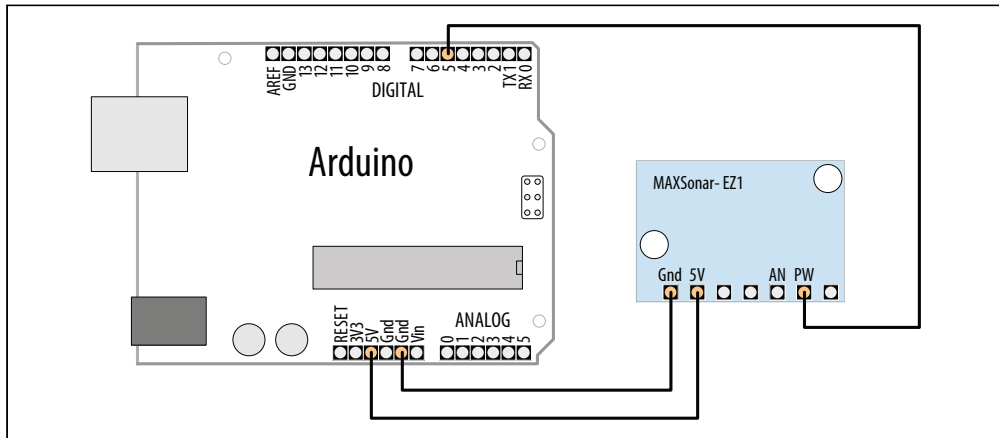 AREF
GND
13
12
11
10
9
8
7
6
5
4
3
2
TX 1
RX 0
DIGITAL
Arduino
MAXSonar- EZ1
Gnd 5V AN PW
RESET
3V3
5V
Gnd
Gnd
Vin
ANALOG
0
1
2
3
4
5